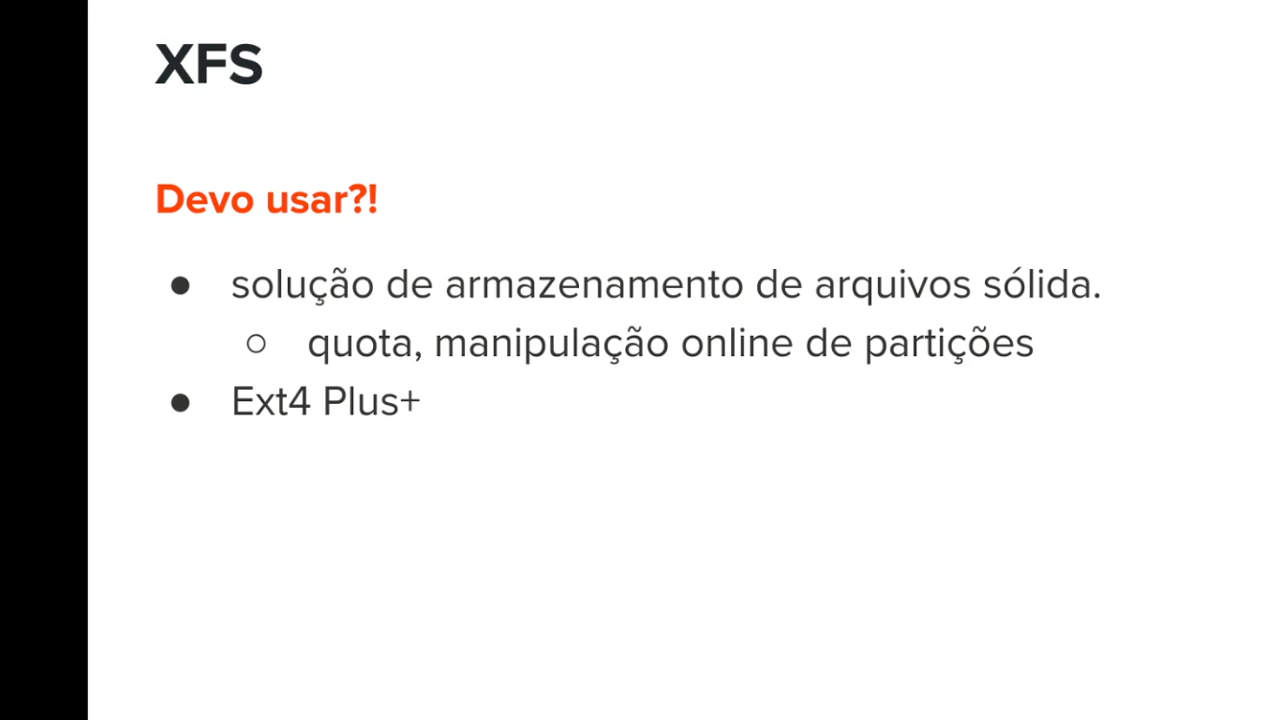 XFS
Devo usar?!
● solução de armazenamento de arquivos sólida.
○ quota, manipulação online de partições
● Ext4 Plus+